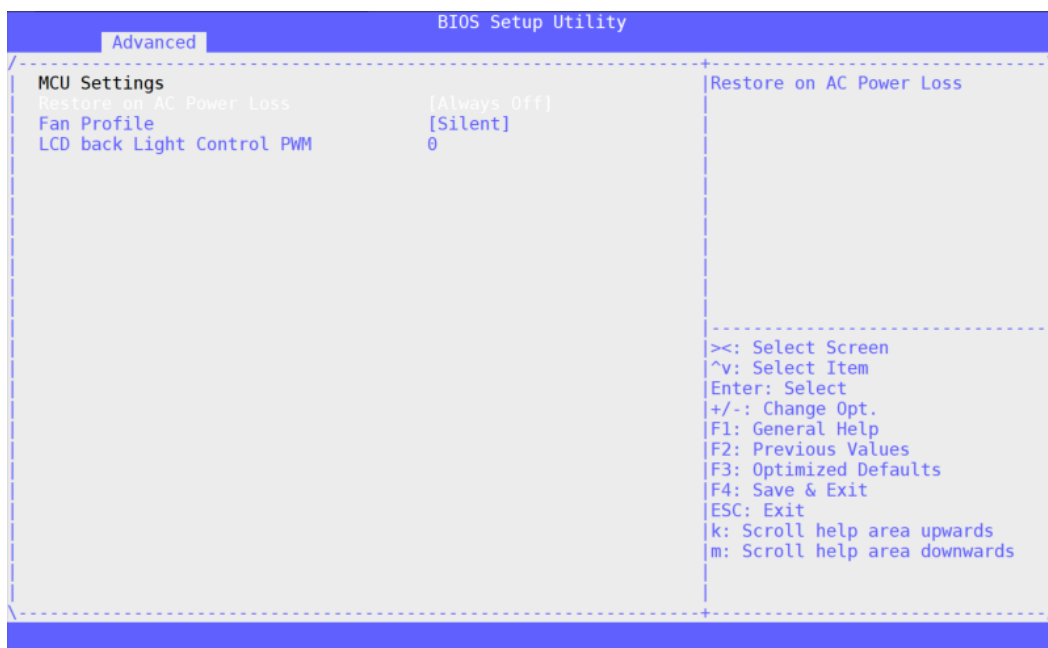 BIOS Setup Utility
Advanced
MCU Settings
Restore on AC Power Loss [Always Off]
Fan Profile [Silent]
LCD back Light Control PWM 0
Restore on AC Power Loss
><: Select Screen
^v: Select Item
Enter: Select
+/-: Change Opt.
F1: General Help
F2: Previous Values
F3: Optimized Defaults
F4: Save & Exit
ESC: Exit
k: Scroll help area upwards
m: Scroll help area downwards